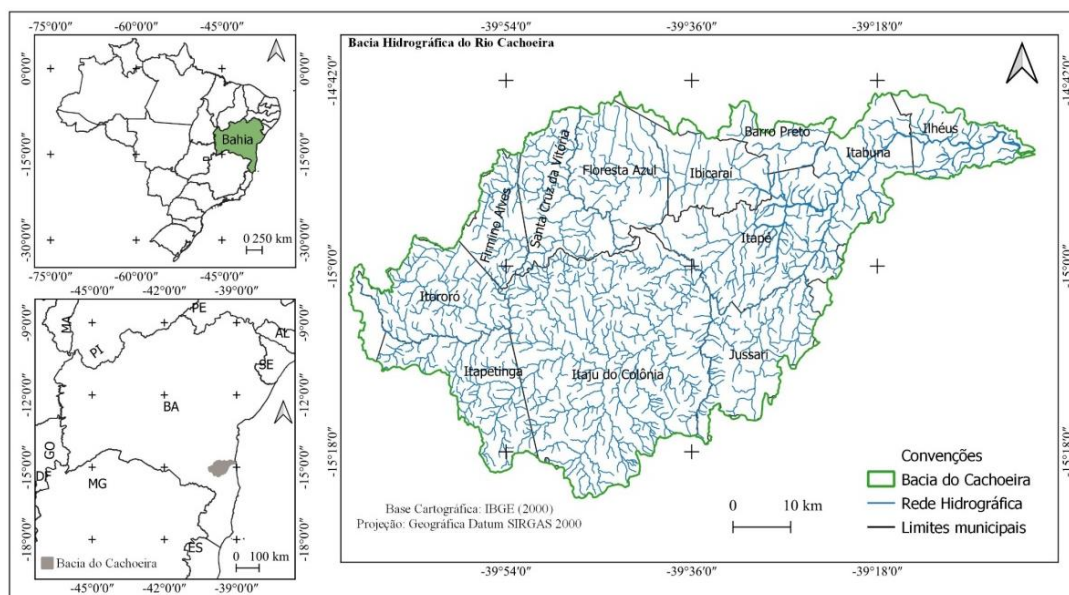 -75°0'0" -60°0'0" -45°0'0"
0°0'0"
0°0'0"
Bahia
-15°0'0"
-15°0'0"
-30°0'0"
-30°0'0"
0 250 km
-75°0'0" -60°0'0" -45°0'0"
-45°0'0" -42°0'0" -39°0'0"
-9°0'0"
-9°0'0"
MA
PI
PE
AL
SE
-12°0'0"
-12°0'0"
BA
GO
DF
-15°0'0"
-15°0'0"
MG
-18°0'0"
-18°0'0"
ES
0 100 km
Bacia do Cachoeira
-45°0'0" -42°0'0" -39°0'0"
-39°54'0" -39°36'0" -39°18'0"
Bacia Hidrográfica do Rio Cachoeira
-14°42'0"
-14°42'0"
Barro Preto
Ilhéus
Itabuna
Firmino Alves
Santa Cruz da Vitória
Floresta Azul
Ibicaraí
Itapé
-15°0'0"
-15°0'0"
Itororó
Jussari
Itapetinga
Itaju do Colônia
-15°18'0"
-15°18'0"
Convenções
Bacia do Cachoeira
Rede Hidrográfica
Limites municipais
Base Cartográfica: IBGE (2000)
Projeção: Geográfica Datum SIRGAS 2000
0 10 km
-39°54'0" -39°36'0" -39°18'0"